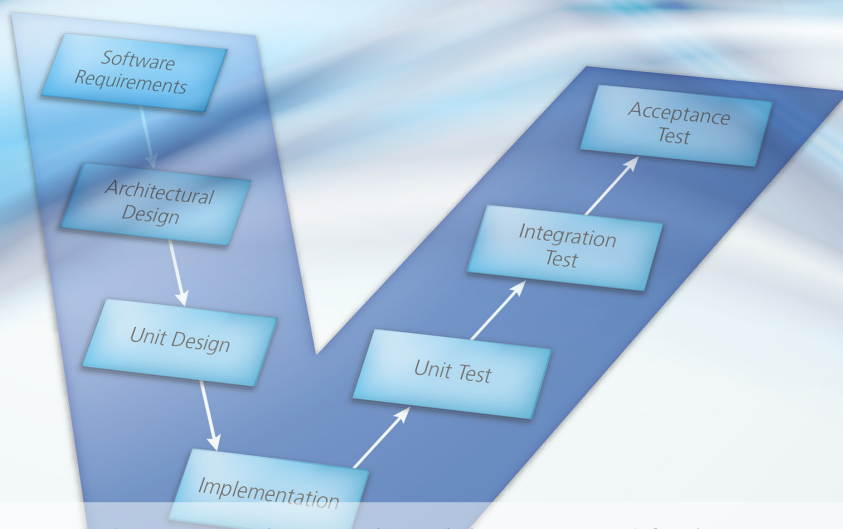 Software
Requirements
Architectural
Design
Unit Design
Implementation
Unit Test
Integration
Test
Acceptance
Test